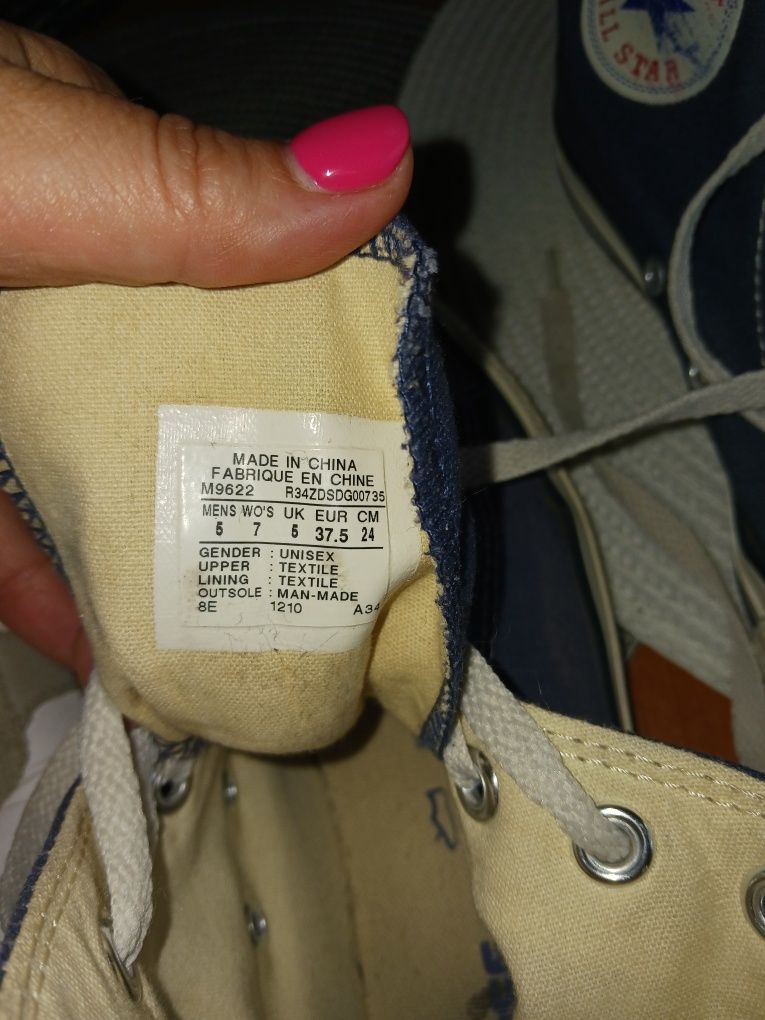 ALL STAR
MADE IN CHINA
FABRIQUE EN CHINE
M9622 R34ZDSDG00735
MENS WO'S UK EUR CM
5 7 5 37.5 24
GENDER : UNISEX
UPPER : TEXTILE
LINING : TEXTILE
OUTSOLE : MAN-MADE
8E 1210 A34